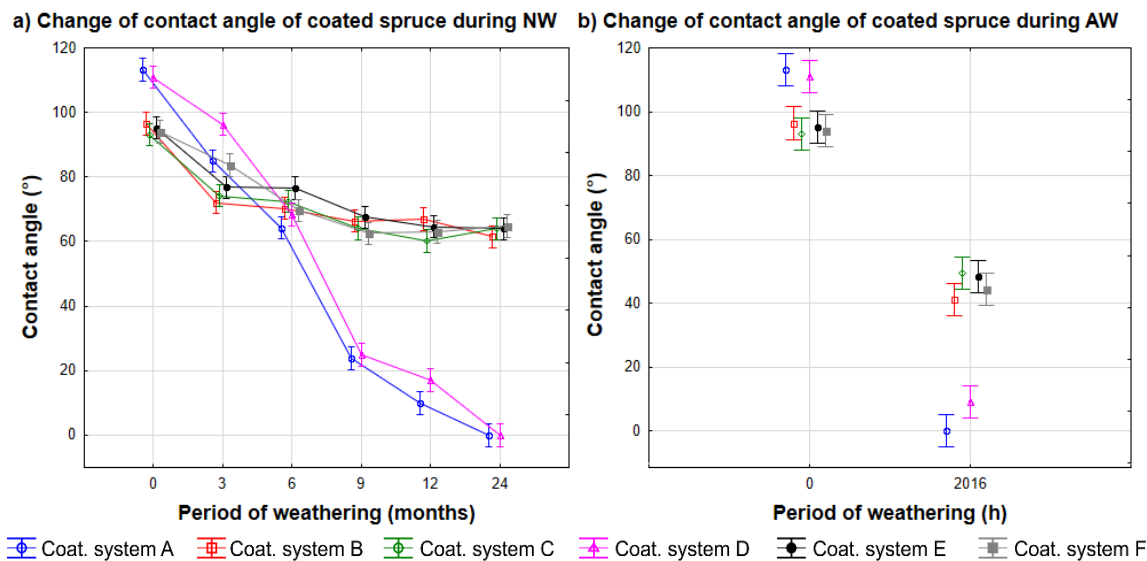 a) Change of contact angle of coated spruce during NW
120
100
80
60
40
20
0
Contact angle (°)
0 3 6 9 12 24
Period of weathering (months)
b) Change of contact angle of coated spruce during AW
120
100
80
60
40
20
0
Contact angle (°)
0 2016
Period of weathering (h)
Coat. system A Coat. system B Coat. system C Coat. system D Coat. system E Coat. system F